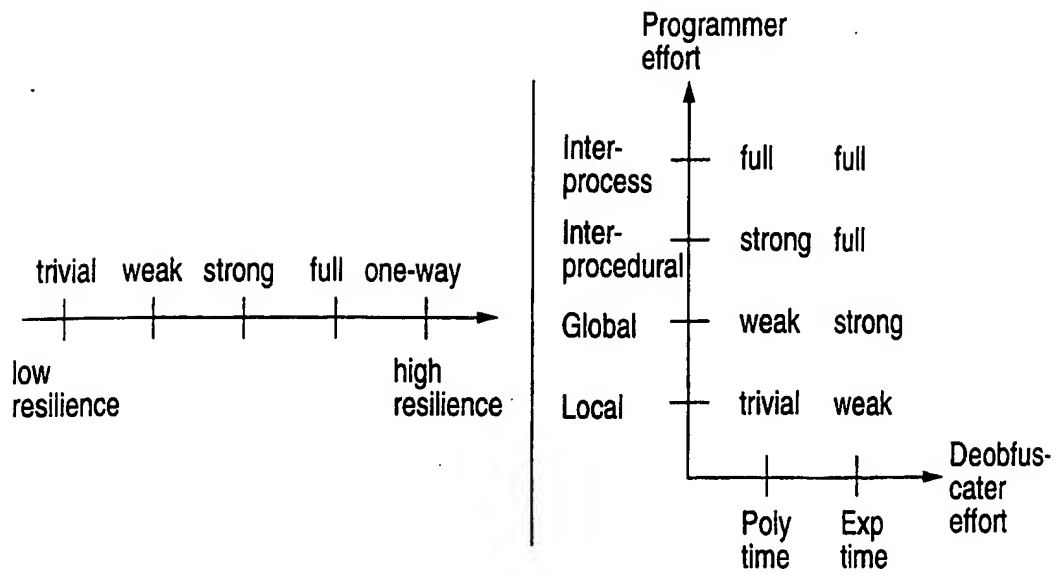 trivial weak strong full one-way
low
resilience
high
resilience
Programmer
effort
Inter-
process
full full
Inter-
procedural
strong full
Global
weak strong
Local
trivial weak
Poly
time
Exp
time
Deobfus-
cater
effort